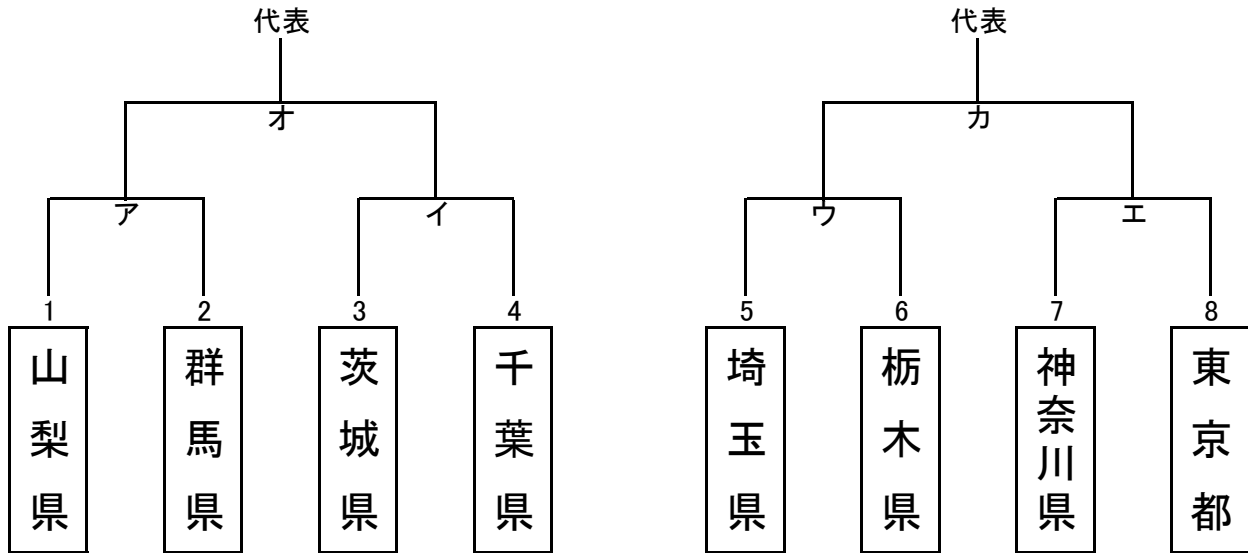 代表 代表
オ カ
ア イ ウ エ
1 2 3 4 5 6 7 8
山梨県
群馬県
茨城県
千葉県
埼玉県
栃木県
神奈川県
東京都